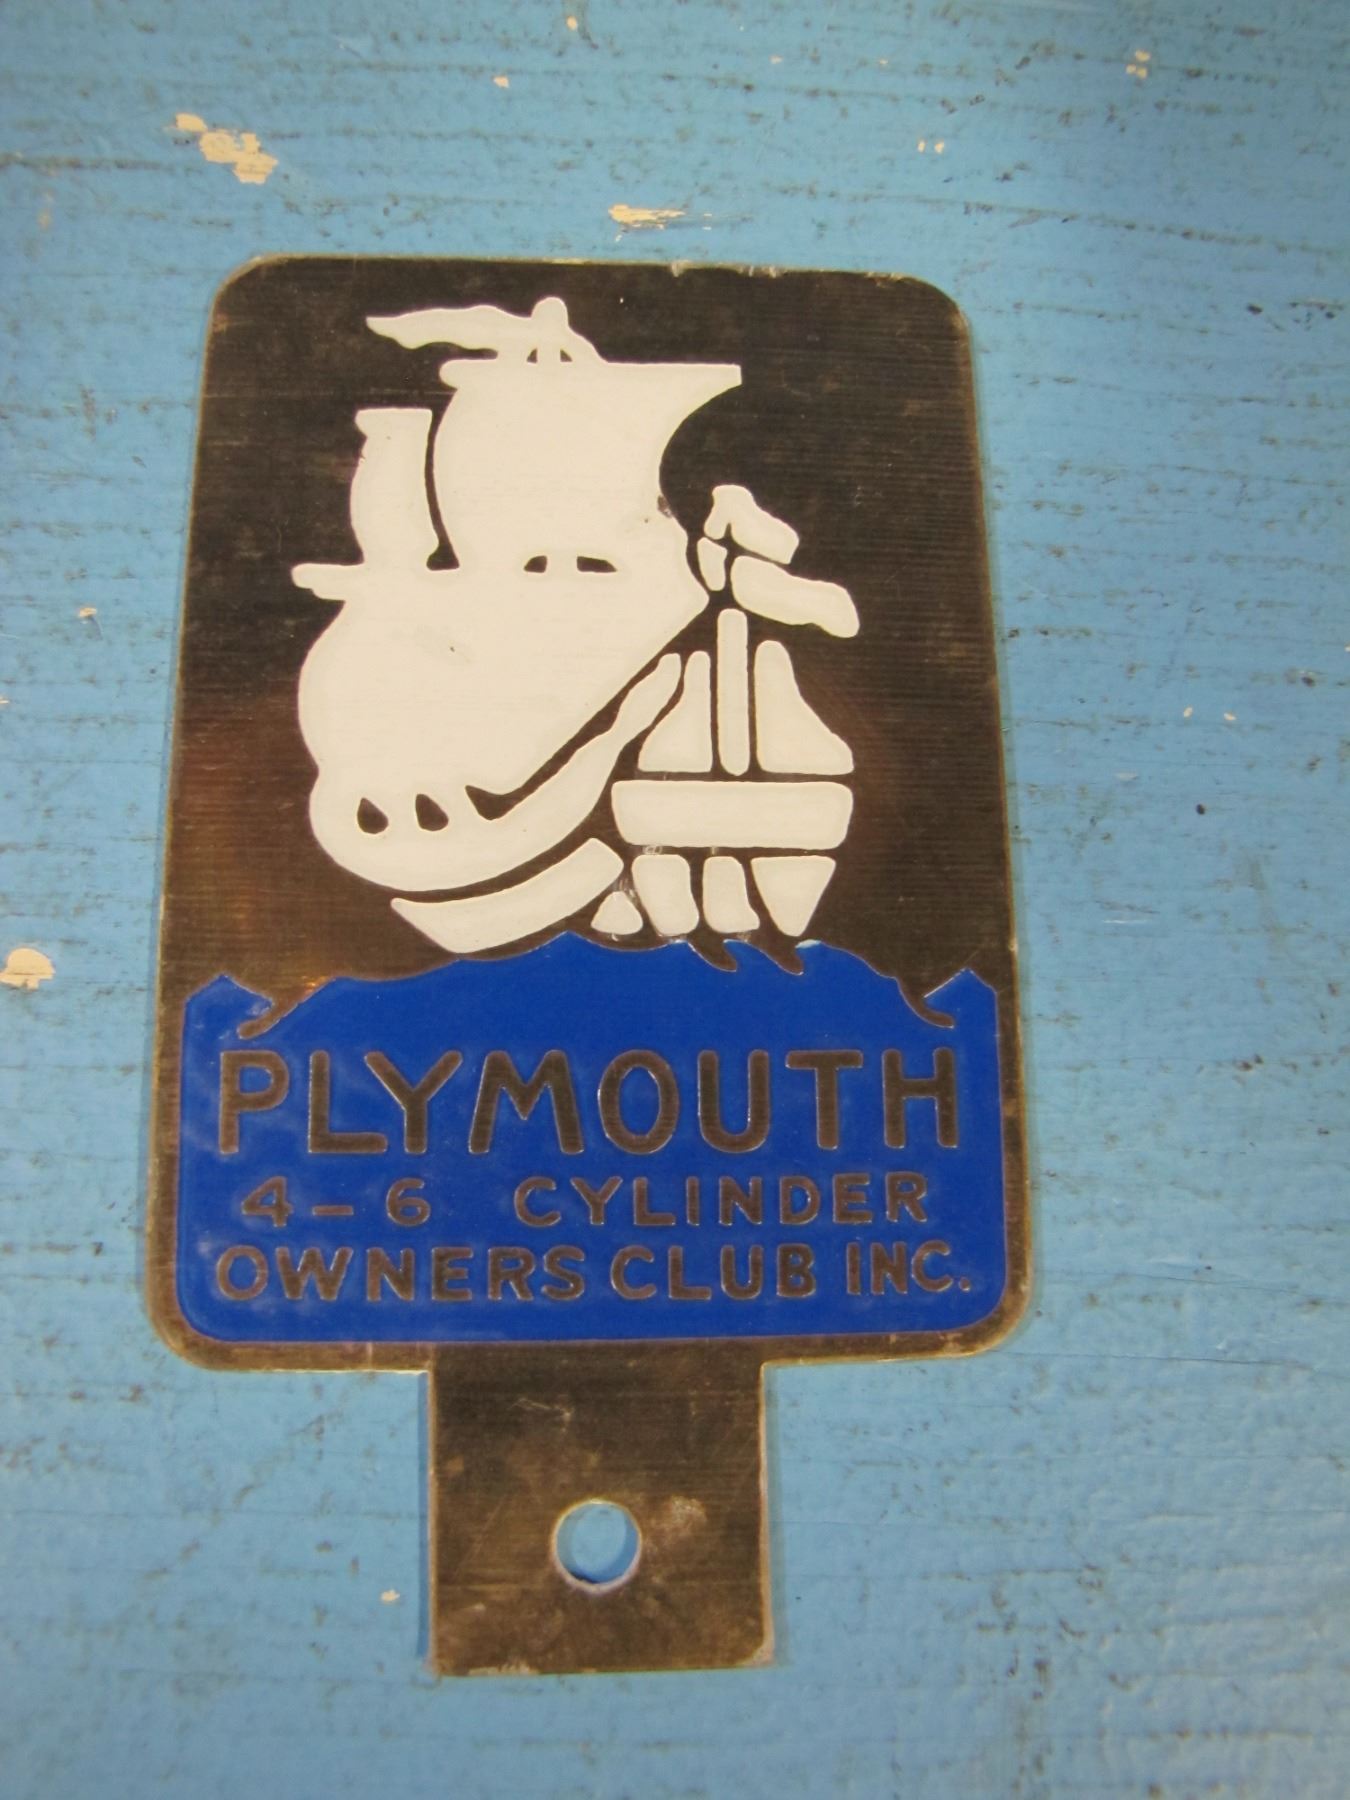 PLYMOUTH
4-6 CYLINDER
OWNERS CLUB INC.